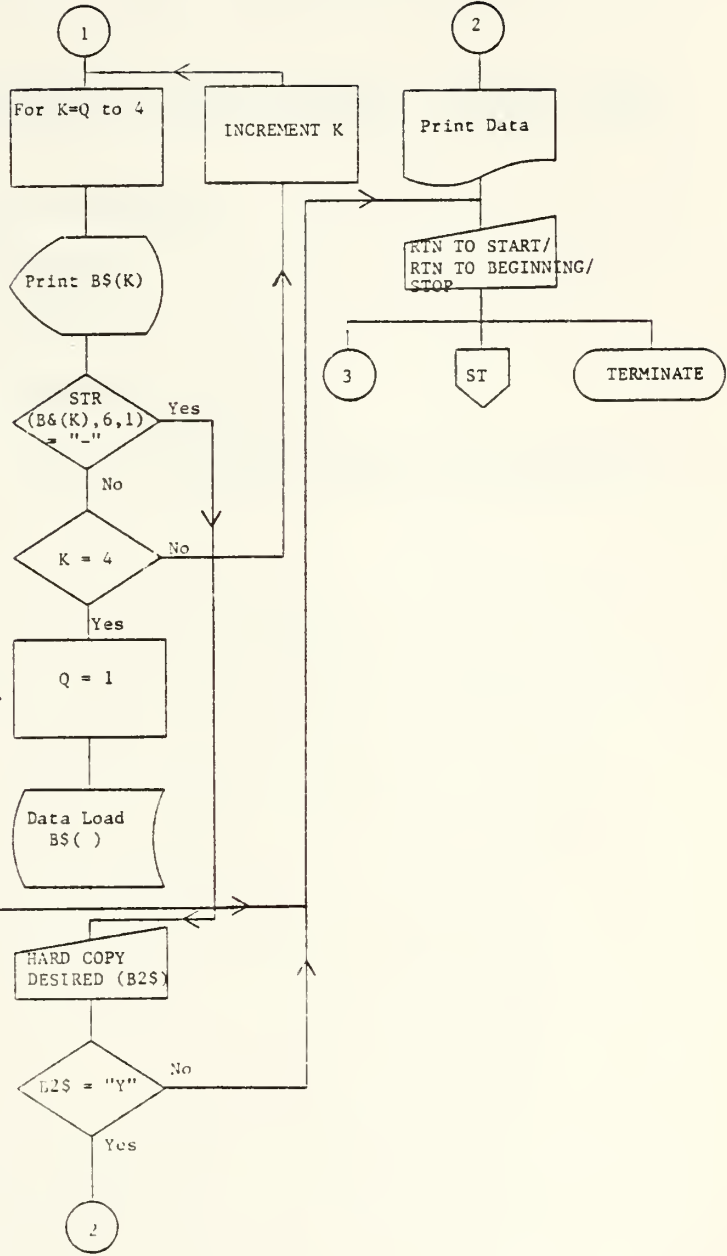 1
For K=Q to 4
INCREMENT K
Print B$(K)
STR
(B&(K),6,1)
= "-"
Yes
No
K = 4
No
Yes
Q = 1
Data Load
B$( )
HARD COPY
DESIRED (B2$)
B2$ = "Y"
No
Yes
2
2
Print Data
RTN TO START/
RTN TO BEGINNING/
STOP
3
ST
TERMINATE